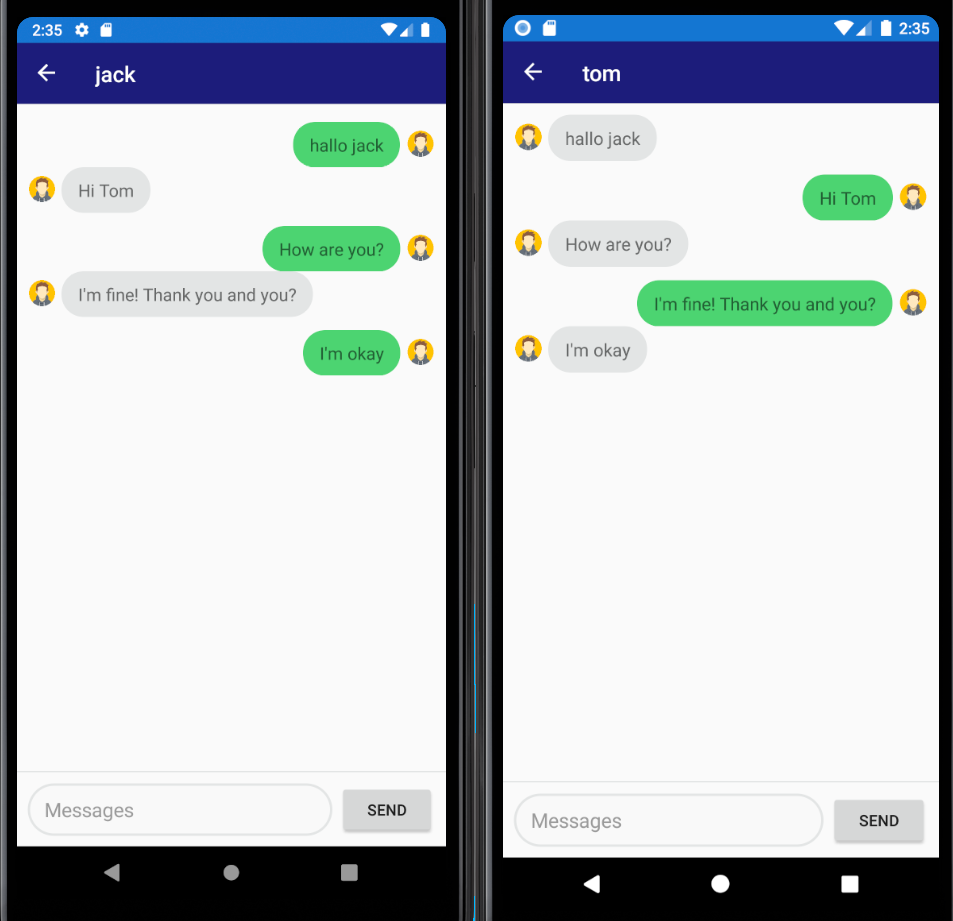 2:35
jack
hallo jack
Hi Tom
How are you?
I'm fine! Thank you and you?
I'm okay
Messages
SEND
2:35
tom
hallo jack
Hi Tom
How are you?
I'm fine! Thank you and you?
I'm okay
Messages
SEND